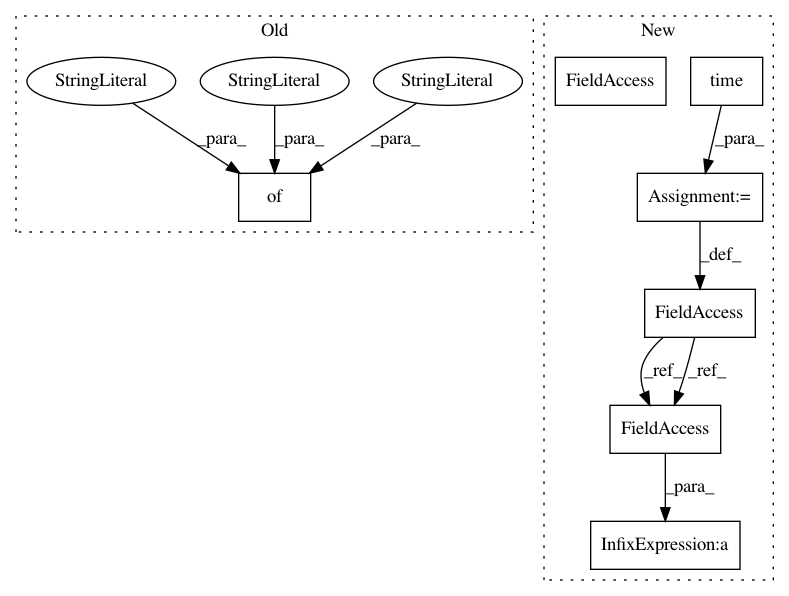 Old
New
StringLiteral
StringLiteral
StringLiteral
FieldAccess
time
_para_
_para_
_para_
_para_
of
Assignment:=
_def_
FieldAccess
_ref_
_ref_
FieldAccess
_para_
InfixExpression:a